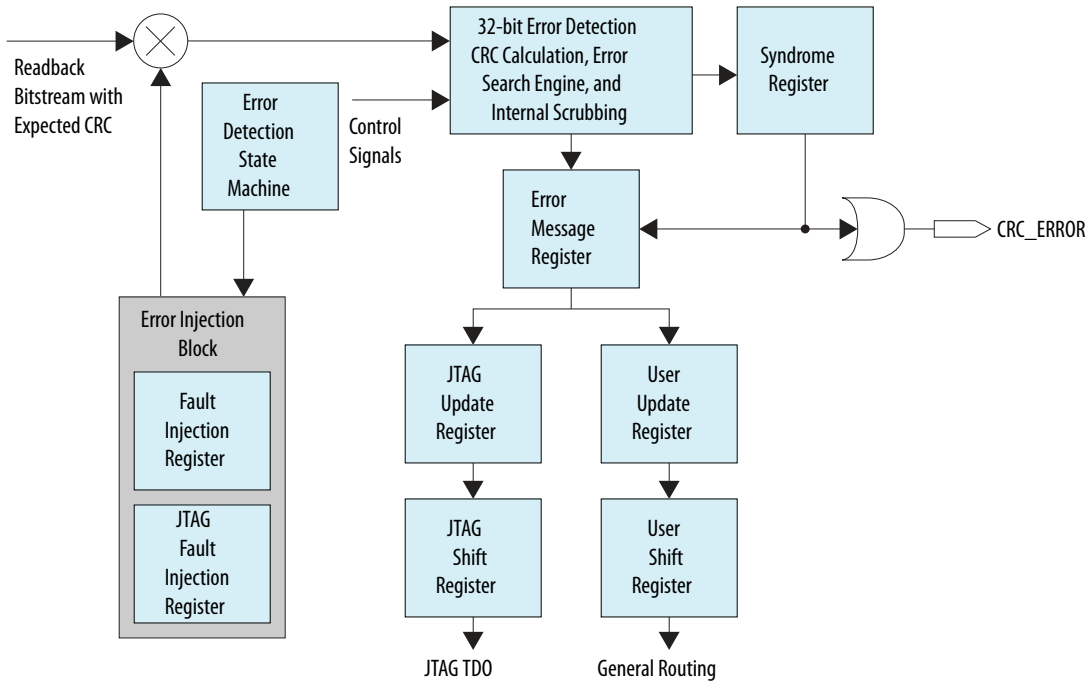 Readback
Bitstream with
Expected CRC
Error
Detection
State
Machine
Control
Signals
32-bit Error Detection
CRC Calculation, Error
Search Engine, and
Internal Scrubbing
Syndrome
Register
Error
Message
Register
CRC_ERROR
Error Injection
Block
Fault
Injection
Register
JTAG
Fault
Injection
Register
JTAG
Update
Register
User
Update
Register
JTAG
Shift
Register
User
Shift
Register
JTAG TDO
General Routing